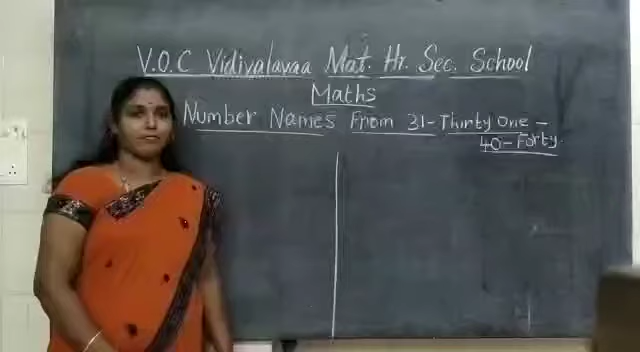 V.O.C Vidivalavaa Mat. Hr. Sec. School
Maths
Number Names From 31-Thirty One -
40-Forty.